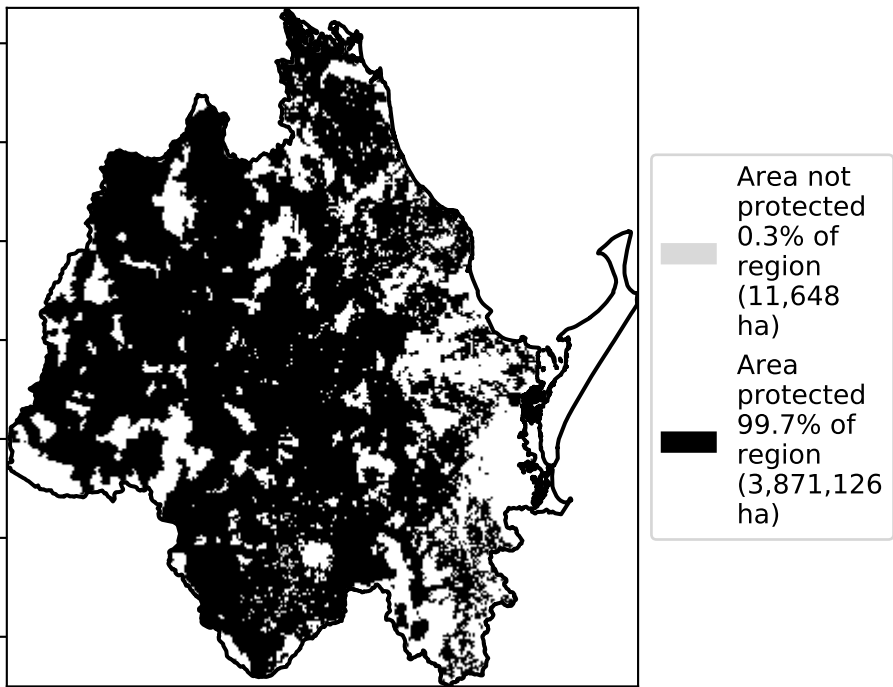 Area not
protected
0.3% of
region
(11,648
ha)
Area
protected
99.7% of
region
(3,871,126
ha)